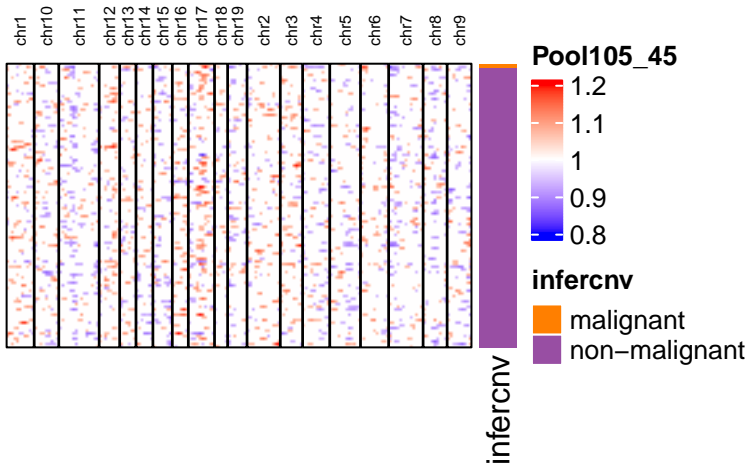 chr1
chr10
chr11
chr12
chr13
chr14
chr15
chr16
chr17
chr18
chr19
chr2
chr3
chr4
chr5
chr6
chr7
chr8
chr9
Pool105_45
1.2
1.1
1
0.9
0.8
infercnv
malignant
non−malignant
infercnv